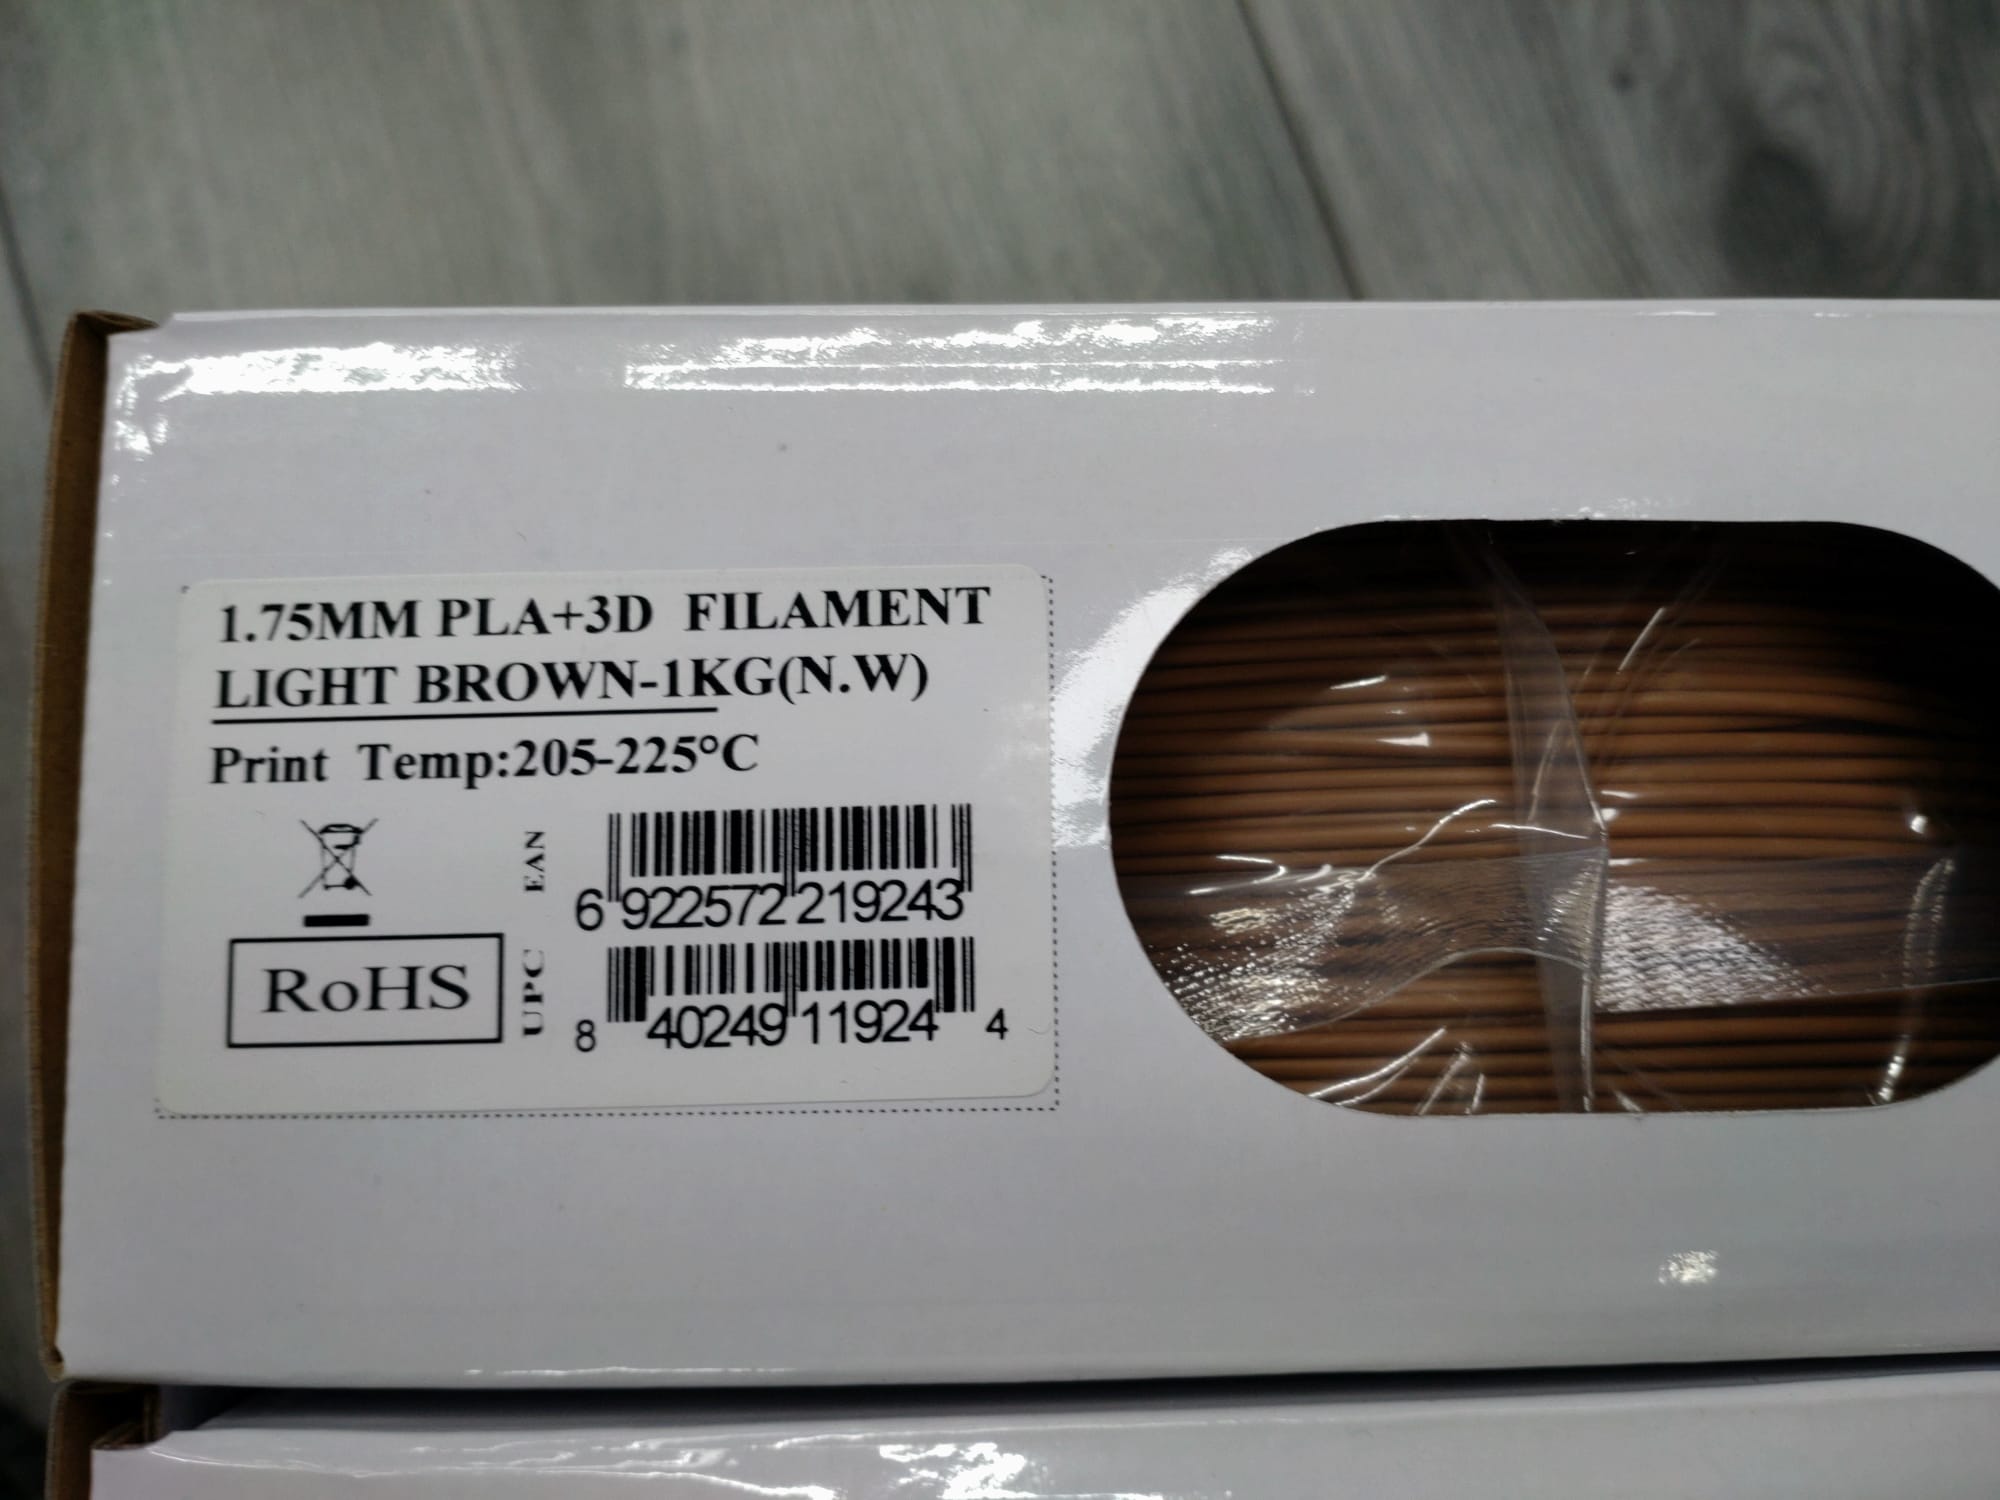 1.75MM PLA+3D FILAMENT
LIGHT BROWN-1KG(N.W)
Print Temp:205-225°C
EAN
6 922572 219243
RoHS
UPC
8 40249 11924 4